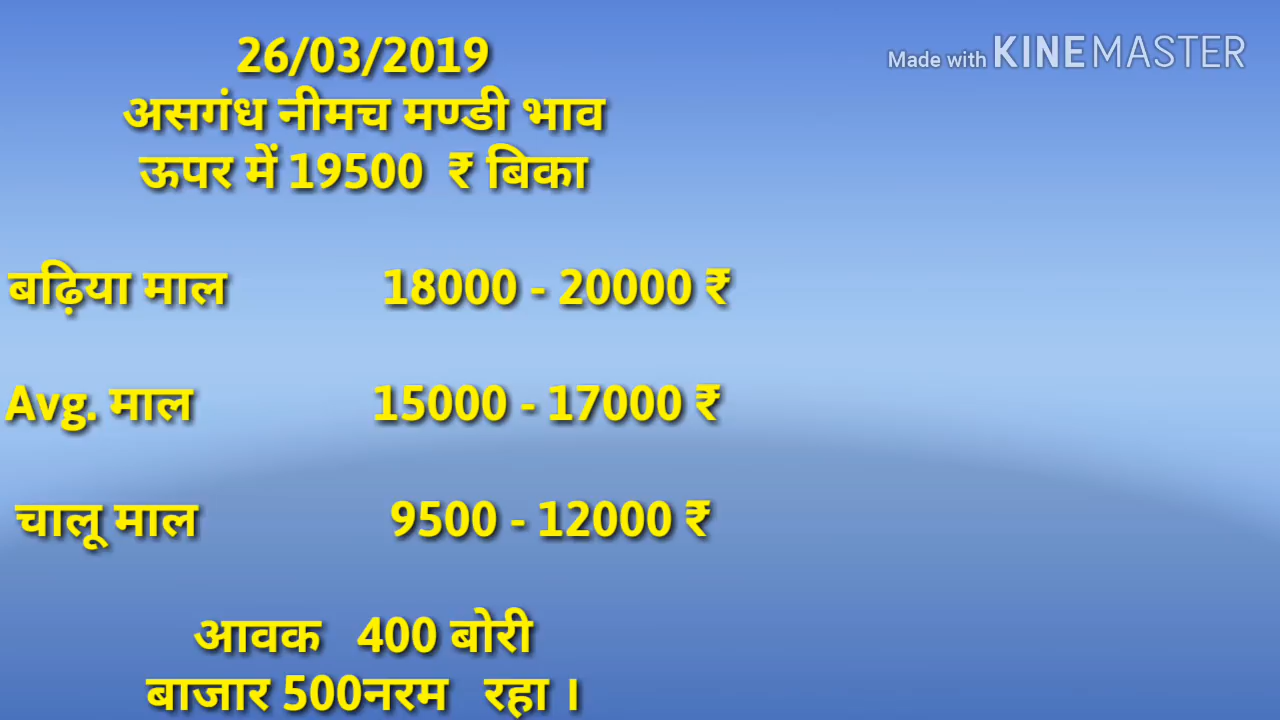 26/03/2019
Made with KINEMASTER
असगंध नीमच मण्डी भाव
ऊपर में 19500 ₹ बिका
बढ़िया माल 18000 - 20000 ₹
Avg. माल 15000 - 17000 ₹
चालू माल 9500 - 12000 ₹
आवक 400 बोरी
बाजार 500नरम रहा ।